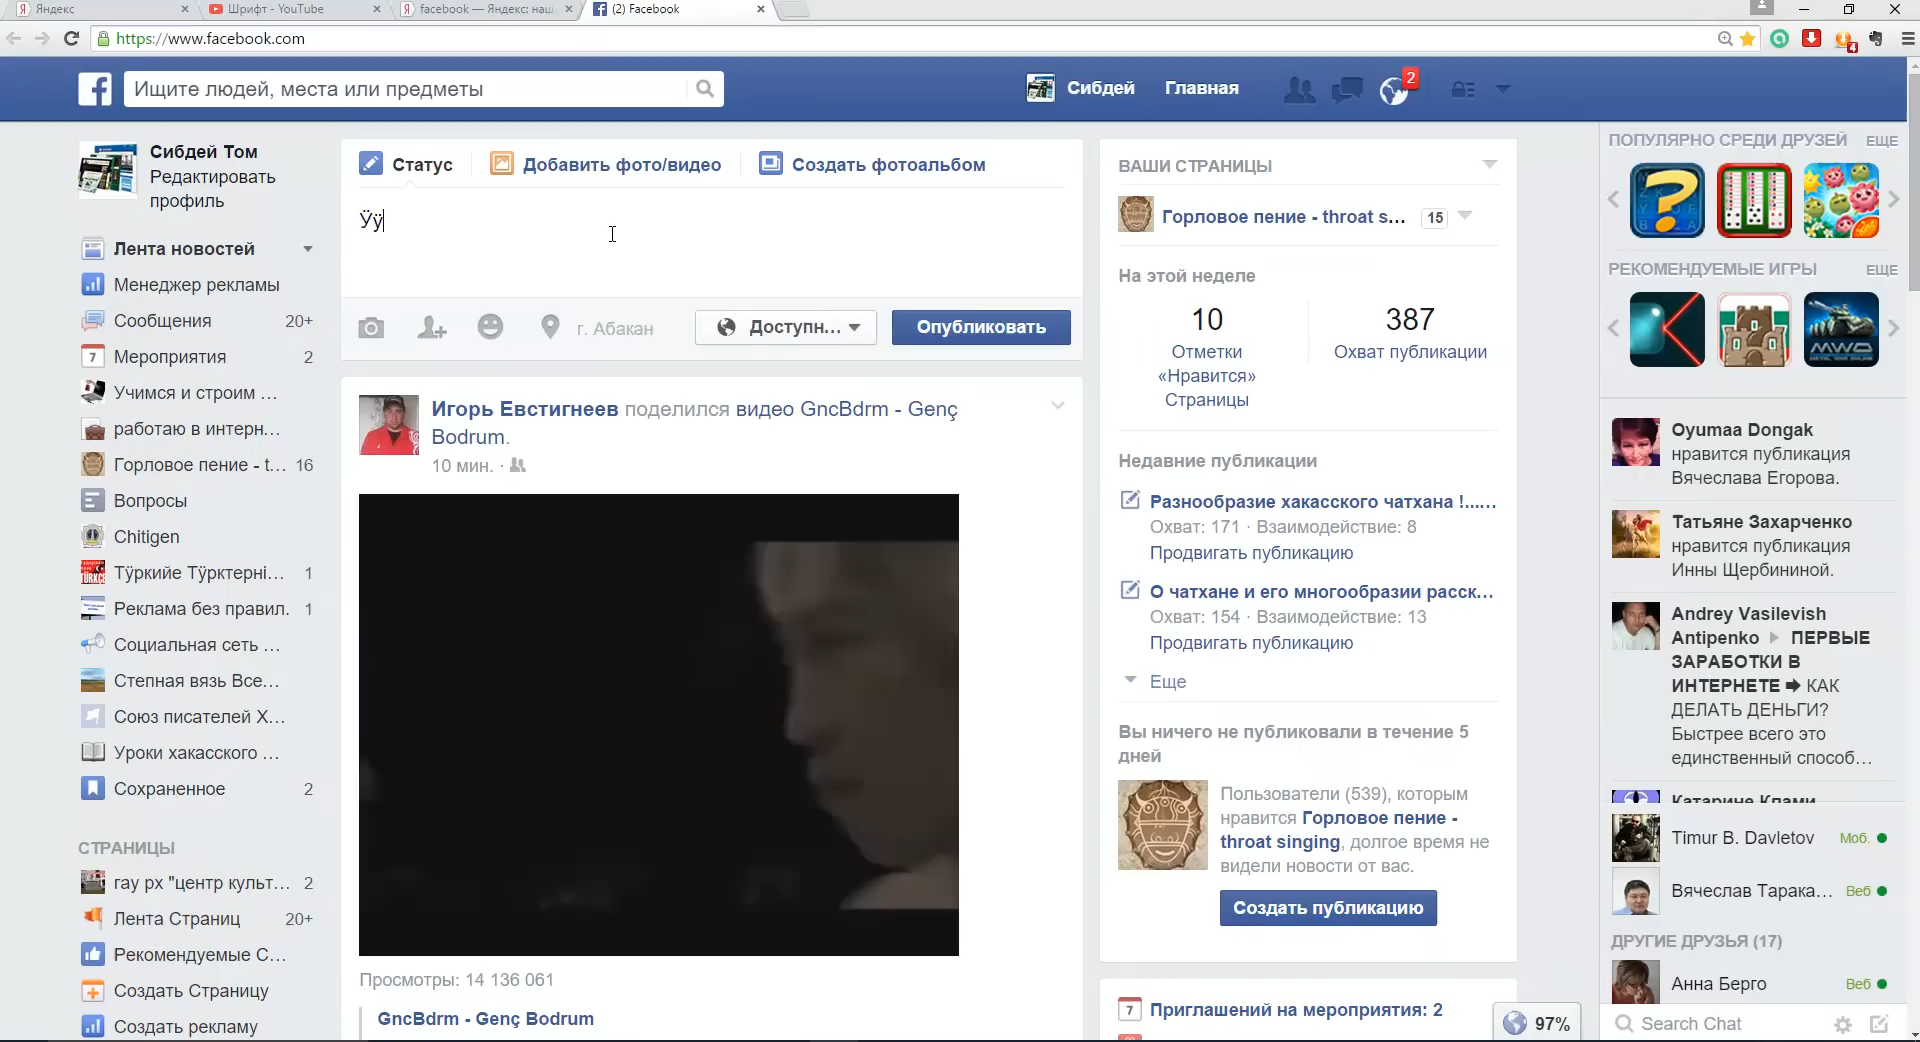 Яндекс
Шрифт - YouTube
facebook — Яндекс: наш
(2) Facebook
https://www.facebook.com
4
Ищите людей, места или предметы
Сибдей
Главная
2
Сибдей Том
Редактировать
профиль
Лента новостей
Менеджер рекламы
Сообщения 20+
Мероприятия 2
Учимся и строим ...
работаю в интерн...
Горловое пение - t... 16
Вопросы
Chitigen
Тӱркийе Тӱрктернi... 1
Реклама без правил. 1
Социальная сеть ...
Степная вязь Все...
Союз писателей Х...
Уроки хакасского ...
Сохраненное 2
СТРАНИЦЫ
гау рх "центр культ... 2
Лента Страниц 20+
Рекомендуемые С...
Создать Страницу
Создать рекламу
Статус
Добавить фото/видео
Создать фотоальбом
Ӱӱ
г. Абакан
Доступн...
Опубликовать
Игорь Евстигнеев поделился видео GncBdrm - Genç
Bodrum.
10 мин. ·
Просмотры: 14 136 061
GncBdrm - Genç Bodrum
ВАШИ СТРАНИЦЫ
Горловое пение - throat s... 15
На этой неделе
10
Отметки
«Нравится»
Страницы
387
Охват публикации
Недавние публикации
Разнообразие хакасского чатхана !......
Охват: 171 · Взаимодействие: 8
Продвигать публикацию
О чатхане и его многообразии расск...
Охват: 154 · Взаимодействие: 13
Продвигать публикацию
Еще
Вы ничего не публиковали в течение 5
дней
Пользователи (539), которым
нравится Горловое пение -
throat singing, долгое время не
видели новости от вас.
Создать публикацию
7 Приглашений на мероприятия: 2
97%
ПОПУЛЯРНО СРЕДИ ДРУЗЕЙ ЕЩЕ
РЕКОМЕНДУЕМЫЕ ИГРЫ ЕЩЕ
MWO
Oyumaa Dongak
нравится публикация
Вячеслава Егорова.
Татьяне Захарченко
нравится публикация
Инны Щербининой.
Andrey Vasilevish
Antipenko ▶ ПЕРВЫЕ
ЗАРАБОТКИ В
ИНТЕРНЕТЕ ➡ КАК
ДЕЛАТЬ ДЕНЬГИ?
Быстрее всего это
единственный способ...
Катарине Клами
Timur B. Davletov Моб.
Вячеслав Тарака... Веб
ДРУГИЕ ДРУЗЬЯ (17)
Анна Берго Веб
Search Chat